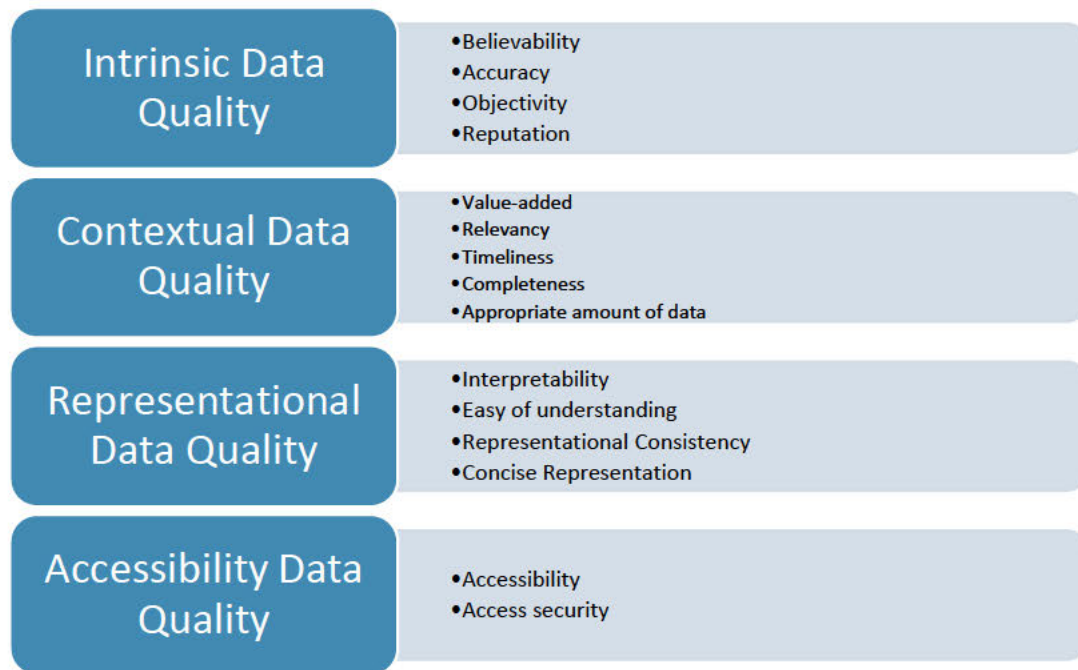 Intrinsic Data
Quality
•Believability
•Accuracy
•Objectivity
•Reputation
Contextual Data
Quality
•Value-added
•Relevancy
•Timeliness
•Completeness
•Appropriate amount of data
Representational
Data Quality
•Interpretability
•Easy of understanding
•Representational Consistency
•Concise Representation
Accessibility Data
Quality
•Accessibility
•Access security